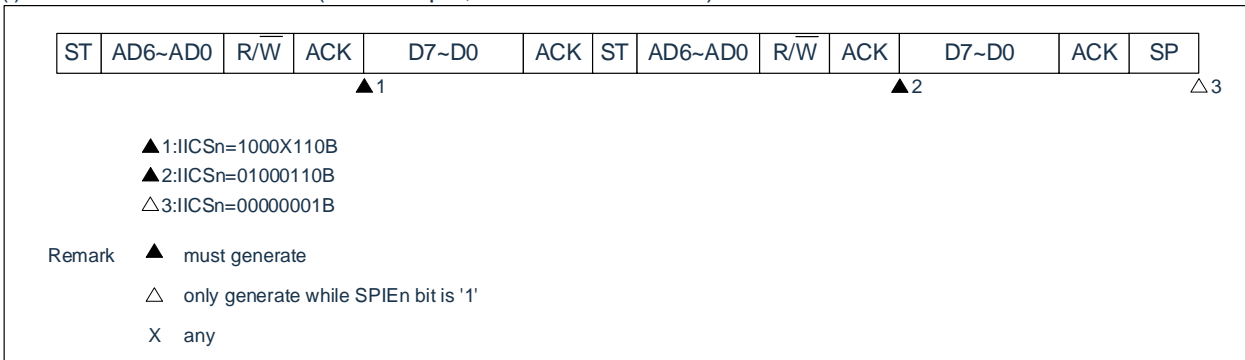 ST AD6~AD0 R/W̅ ACK D7~D0 ACK ST AD6~AD0 R/W̅ ACK D7~D0 ACK SP
▲1 ▲2 △3
▲1:IICSn=1000X110B
▲2:IICSn=01000110B
△3:IICSn=00000001B
Remark ▲ must generate
△ only generate while SPIEn bit is '1'
X any